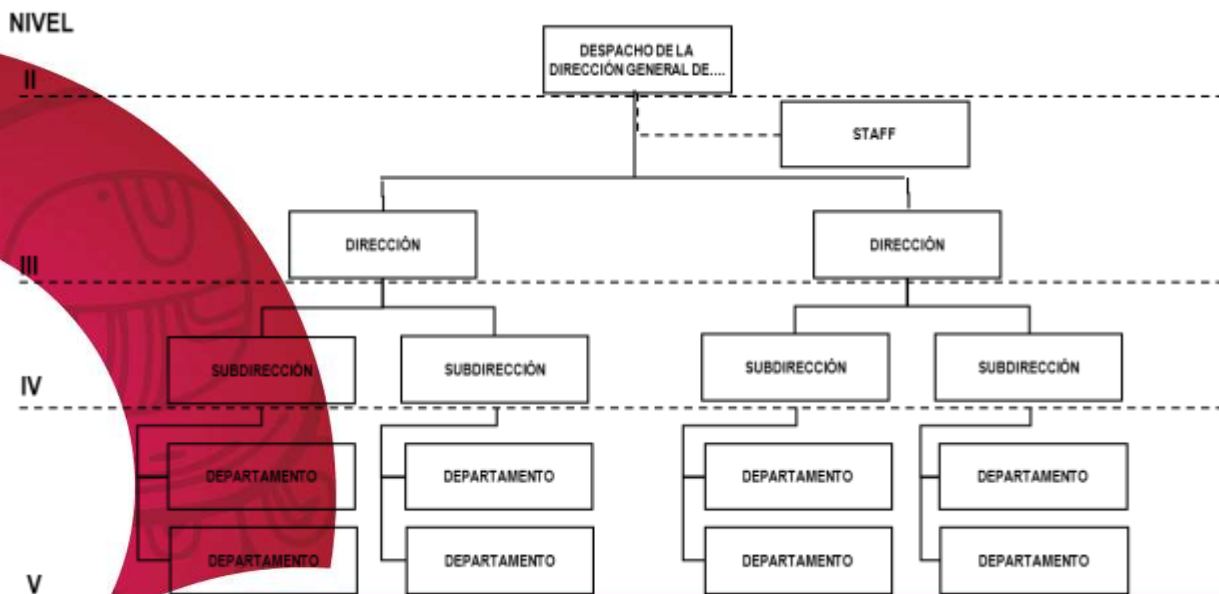 NIVEL
DESPACHO DE LA
DIRECCIÓN GENERAL DE....
II
STAFF
DIRECCIÓN
DIRECCIÓN
III
SUBDIRECCIÓN
SUBDIRECCIÓN
SUBDIRECCIÓN
SUBDIRECCIÓN
IV
DEPARTAMENTO
DEPARTAMENTO
DEPARTAMENTO
DEPARTAMENTO
DEPARTAMENTO
DEPARTAMENTO
DEPARTAMENTO
DEPARTAMENTO
V